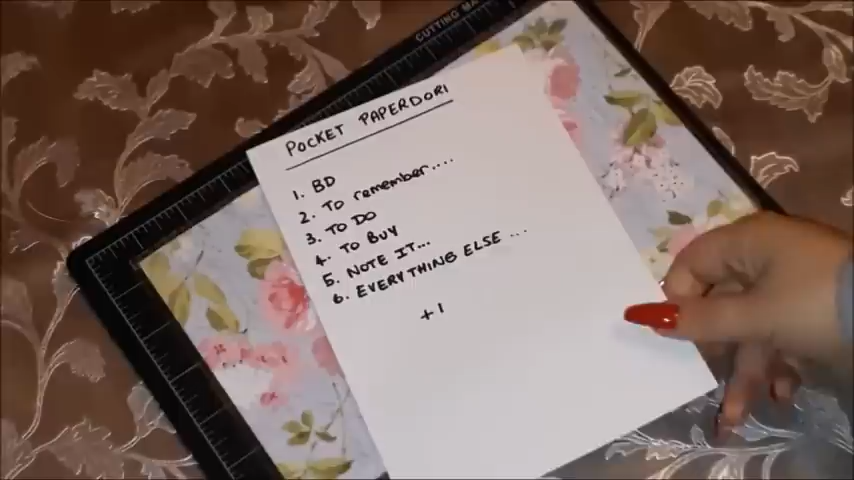 CUTTING MA
POCKET PAPERDORI
1. BD
2. To remember....
3. TO DO
4. TO BUY
5. NOTE IT...
6. EVERYTHING ELSE ...
+1